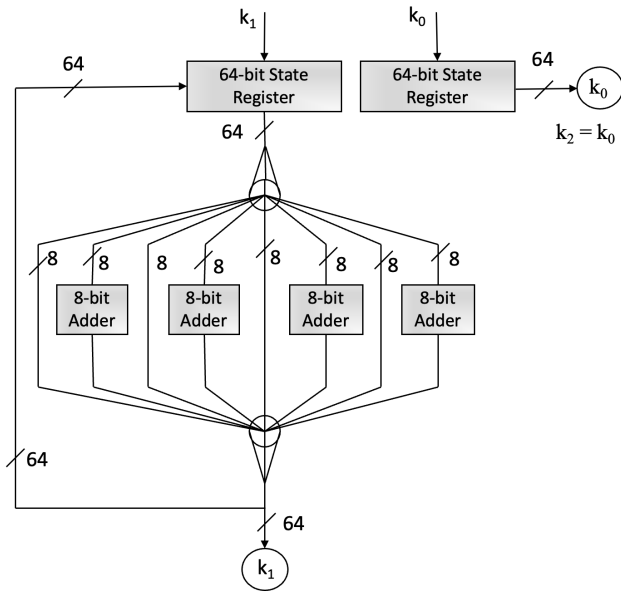 k₁
k₀
64
64-bit State
Register
64-bit State
Register
64
k₀
64
k₂ = k₀
8
8
8
8
8
8
8
8
8-bit
Adder
8-bit
Adder
8-bit
Adder
8-bit
Adder
64
64
k₁